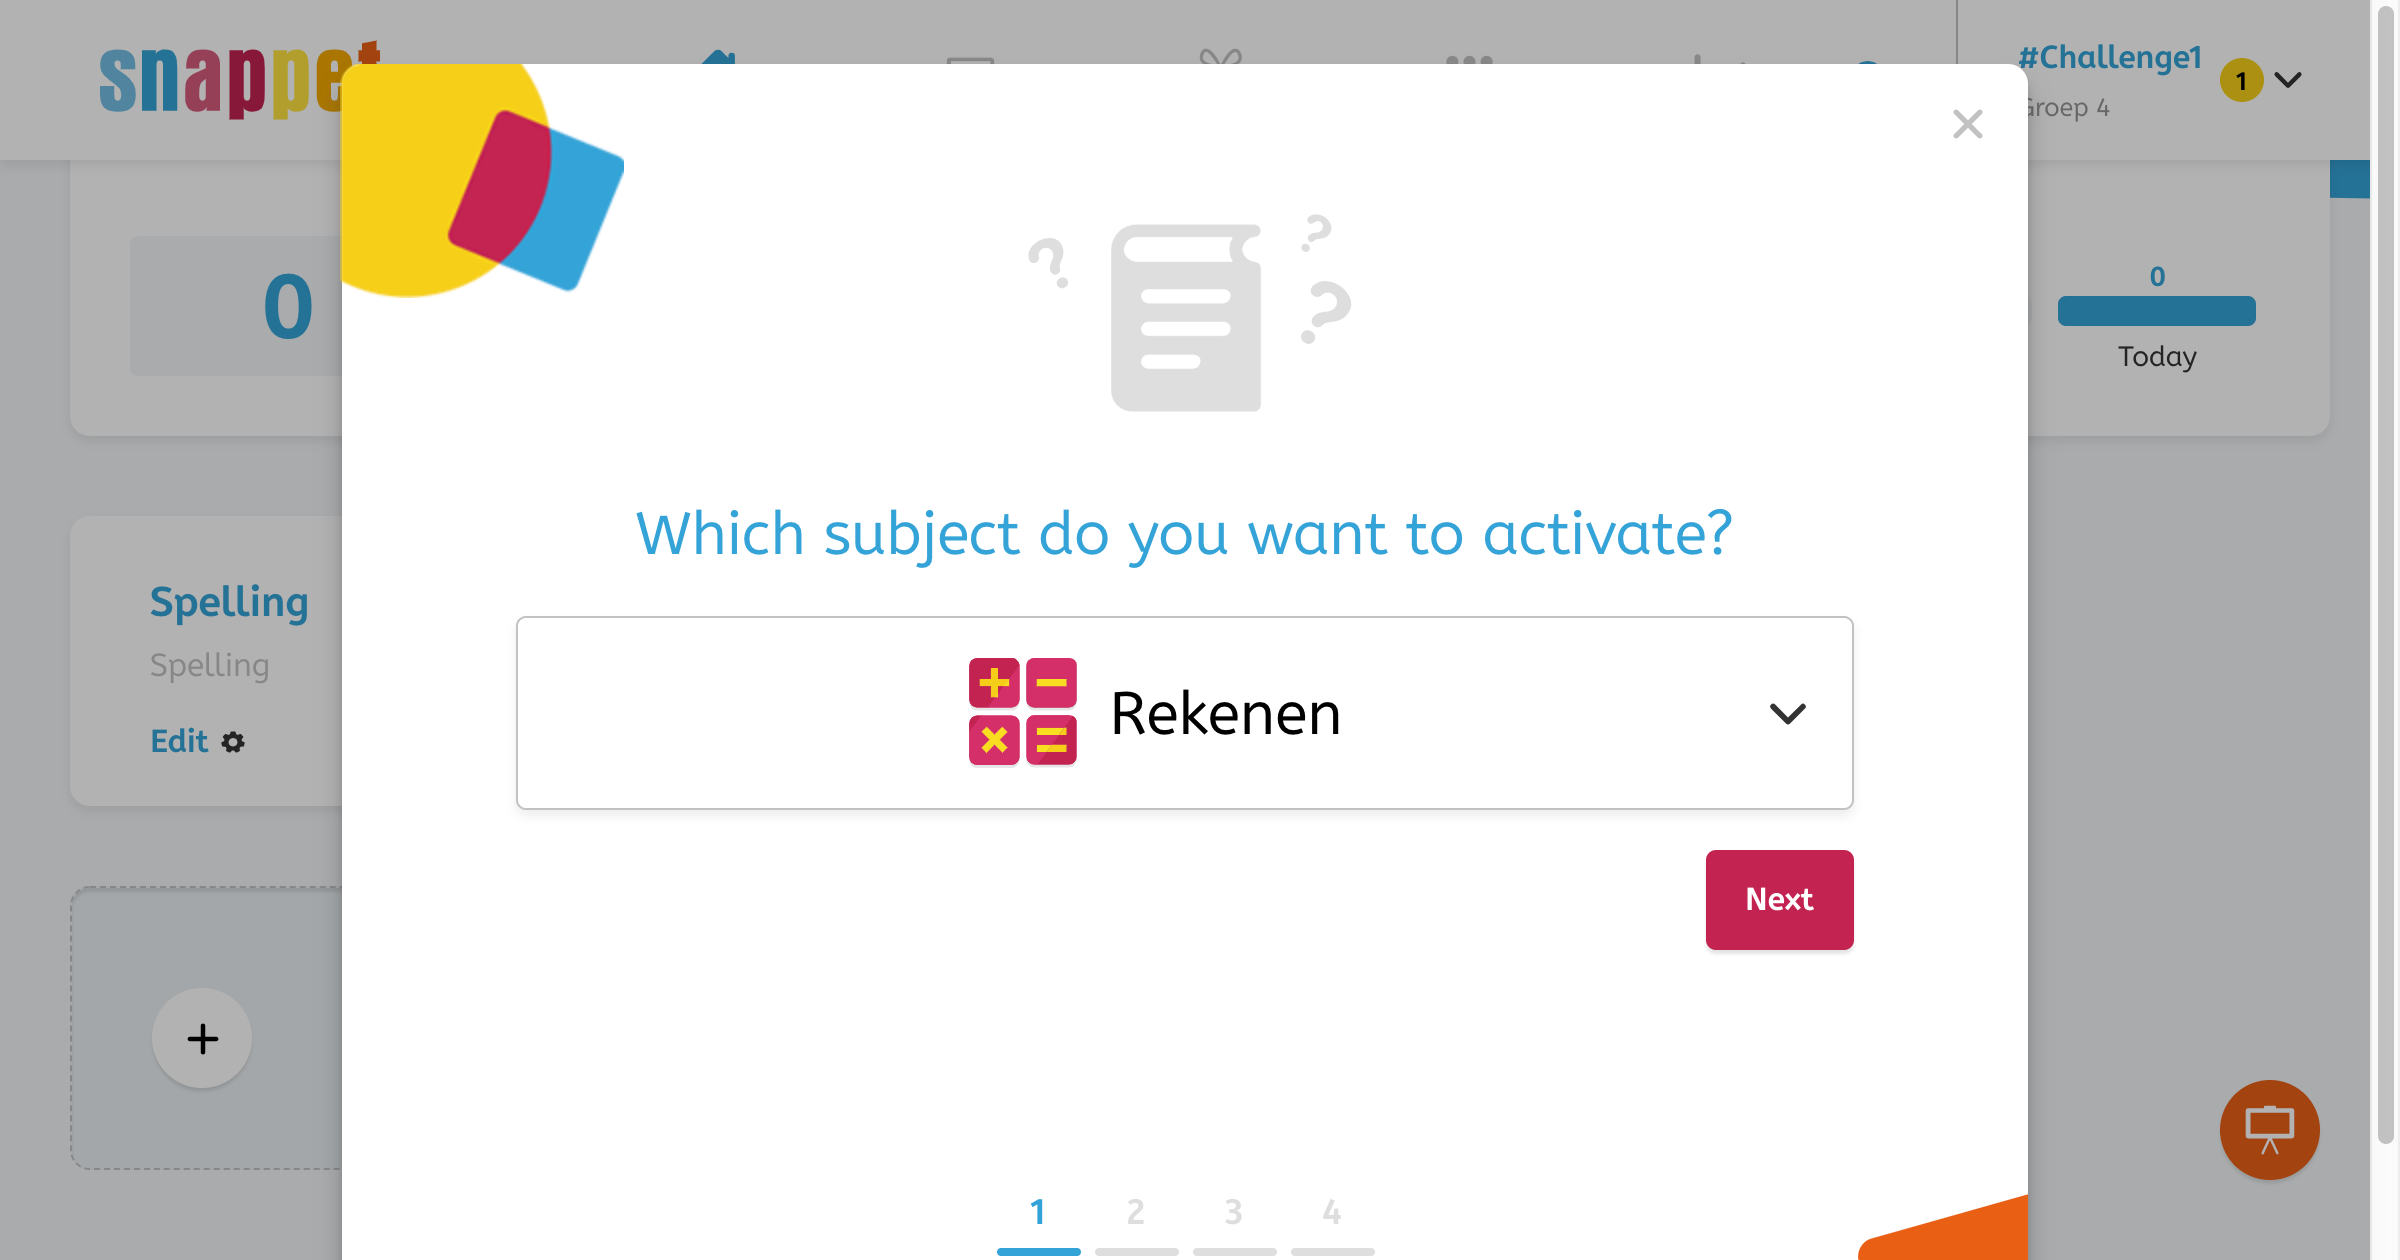 snappet
#Challenge1
1
Groep 4
0
0
Today
Which subject do you want to activate?
Spelling
Spelling
Edit
Rekenen
Next
1 2 3 4